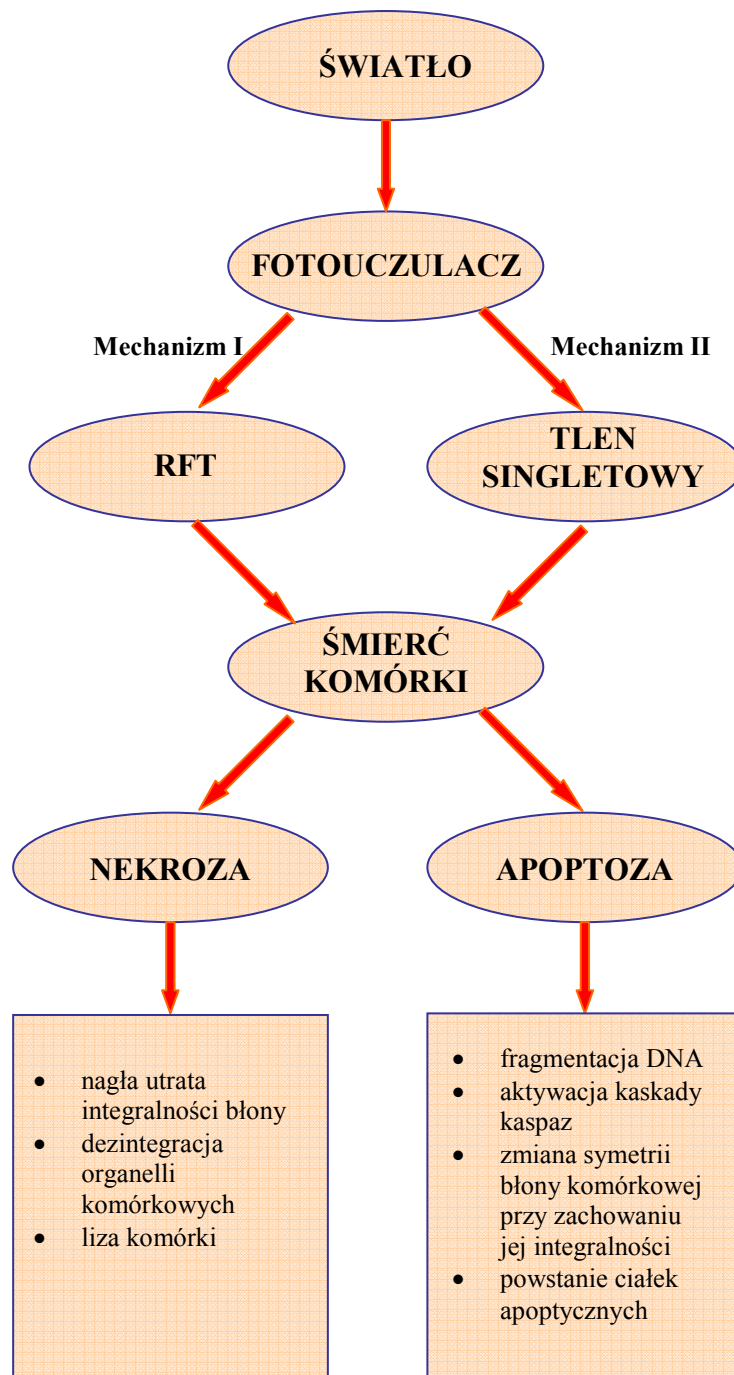 ŚWIATŁO
FOTOUCZULACZ
Mechanizm I
Mechanizm II
RFT
TLEN
SINGLETOWY
ŚMIERĆ
KOMÓRKI
NEKROZA
APOPTOZA
• nagła utrata
integralności błony
• dezintegracja
organelli
komórkowych
• liza komórki
• fragmentacja DNA
• aktywacja kaskady
kaspaz
• zmiana symetrii
błony komórkowej
przy zachowaniu
jej integralności
• powstanie ciałek
apoptycznych